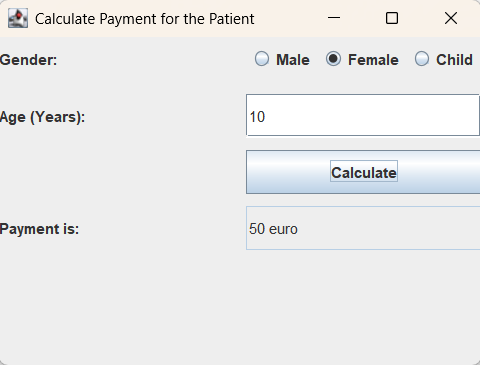 Calculate Payment for the Patient
Gender: Male Female Child
Age (Years): 10
Calculate
Payment is: 50 euro